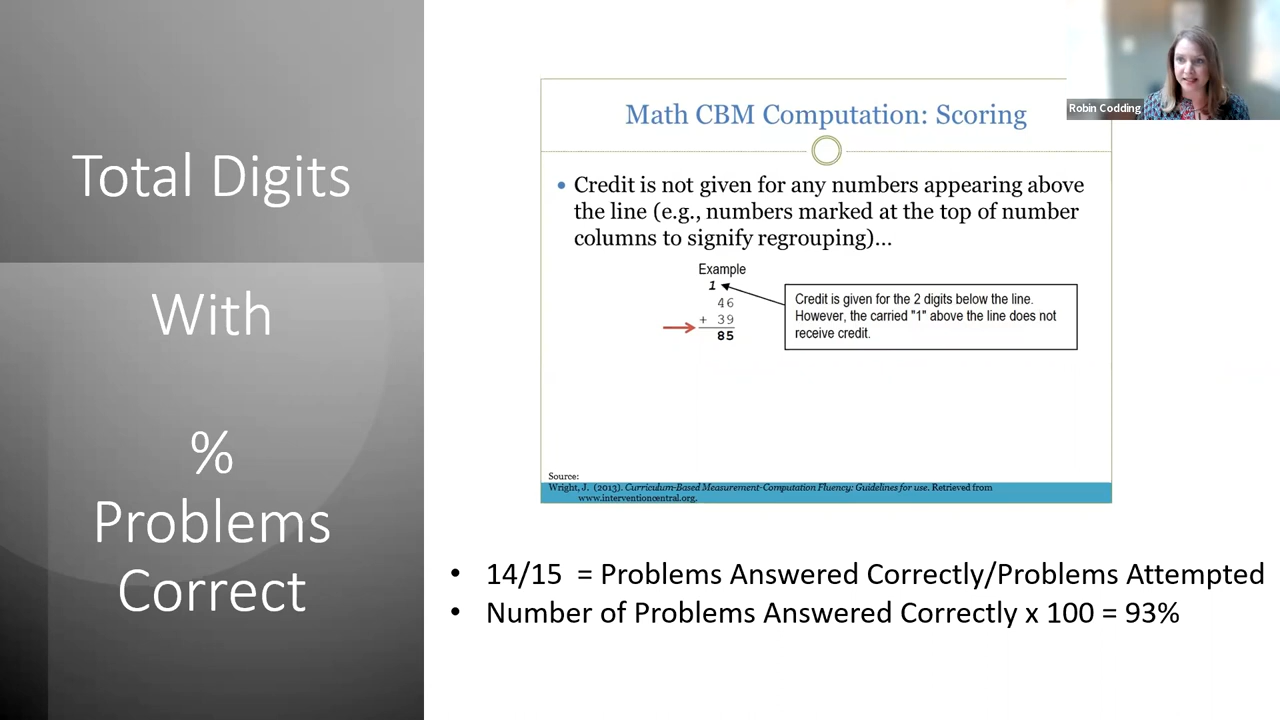 Total Digits
With
%
Problems
Correct
Math CBM Computation: Scoring
• Credit is not given for any numbers appearing above
the line (e.g., numbers marked at the top of number
columns to signify regrouping)...
Example
1
46
+ 39
85
Credit is given for the 2 digits below the line.
However, the carried "1" above the line does not
receive credit.
Source:
Wright, J. (2013). Curriculum-Based Measurement-Computation Fluency: Guidelines for use. Retrieved from
www.interventioncentral.org.
• 14/15 = Problems Answered Correctly/Problems Attempted
• Number of Problems Answered Correctly x 100 = 93%
Robin Codding